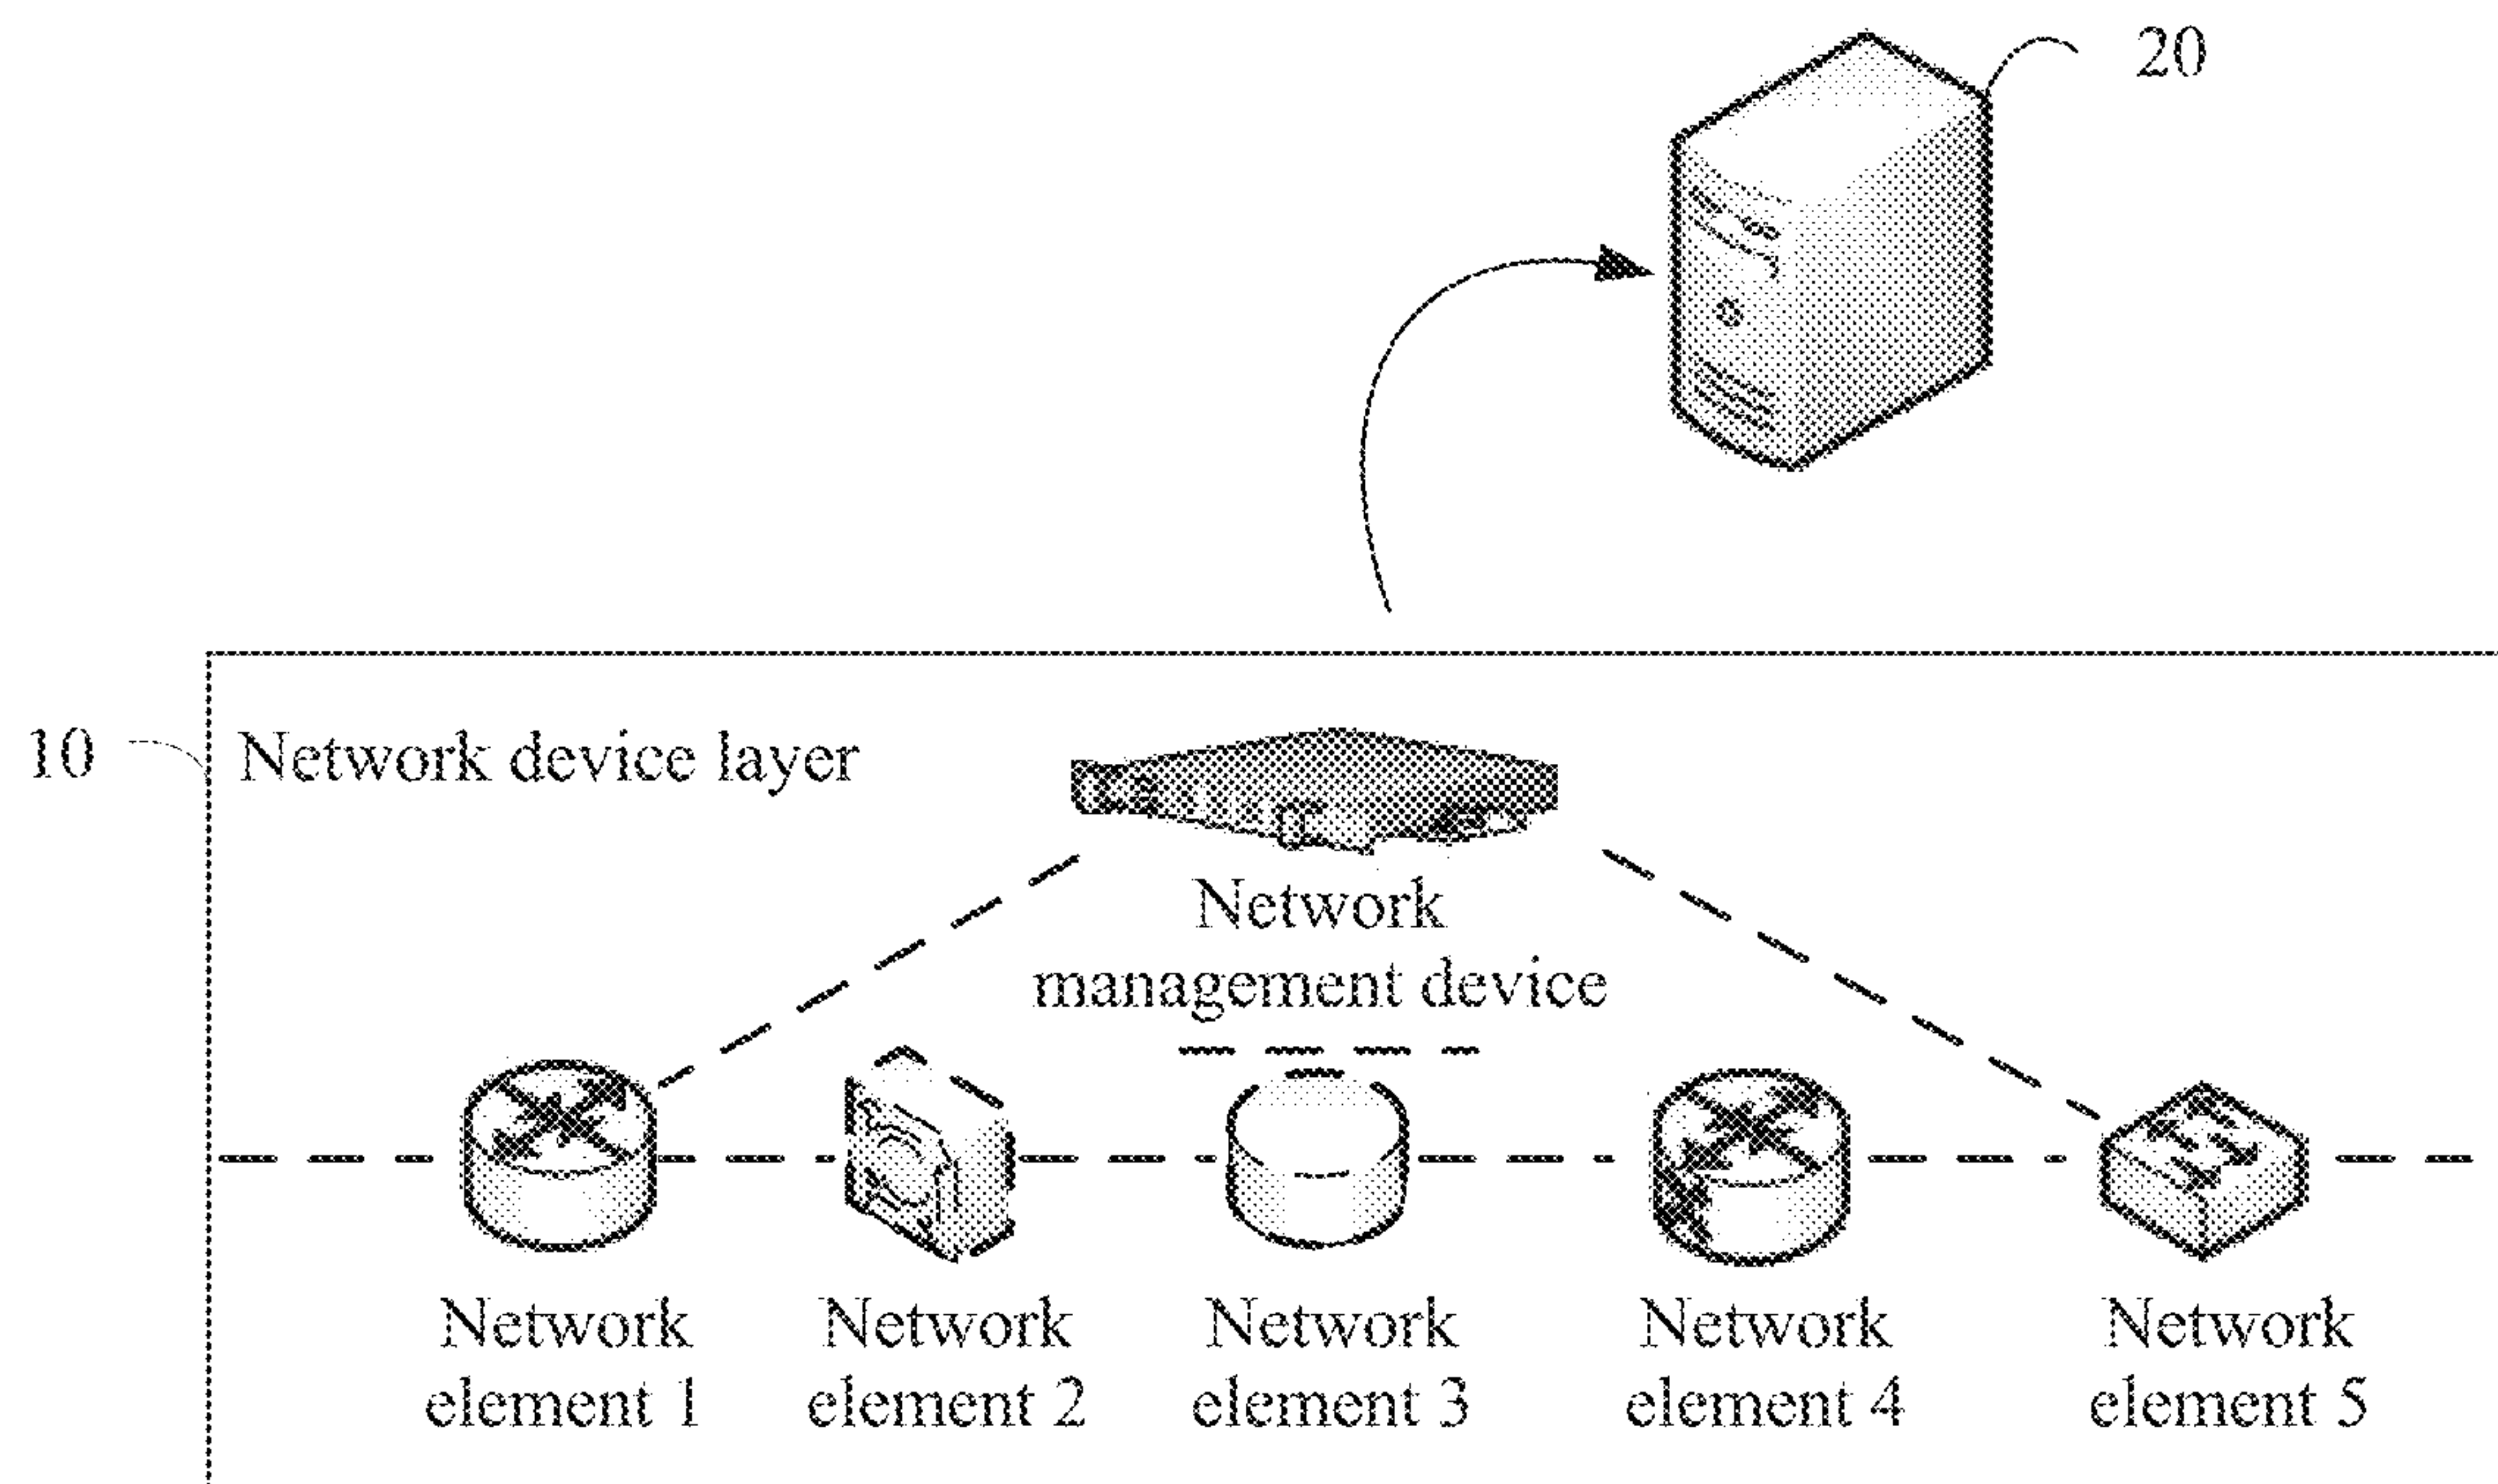 20
10
Network device layer
Network
management device
Network
element 1
Network
element 2
Network
element 3
Network
element 4
Network
element 5